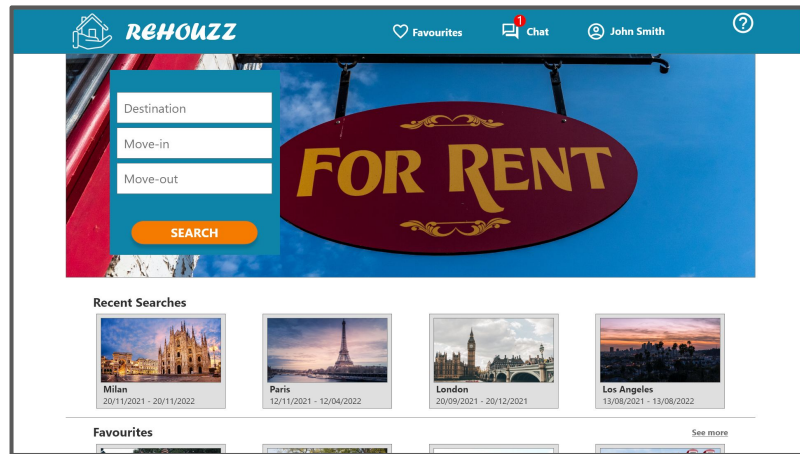 REHOUZZ
Favourites
1
Chat
John Smith
?
Destination
Move-in
Move-out
SEARCH
FOR RENT
Recent Searches
Milan
20/11/2021 - 20/11/2022
Paris
12/11/2021 - 12/04/2022
London
20/09/2021 - 20/12/2021
Los Angeles
13/08/2021 - 13/08/2022
Favourites
See more